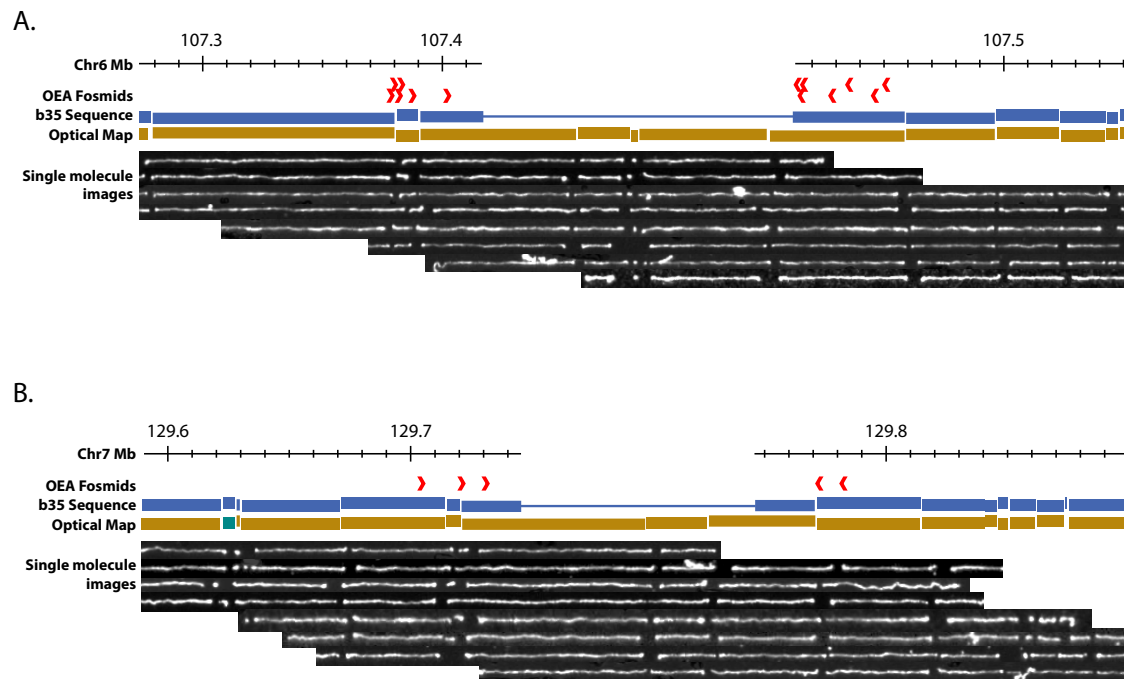 A.
107.3 107.4 107.5
Chr6 Mb
OEA Fosmids
b35 Sequence
Optical Map
Single molecule
images
B.
129.6 129.7 129.8
Chr7 Mb
OEA Fosmids
b35 Sequence
Optical Map
Single molecule
images